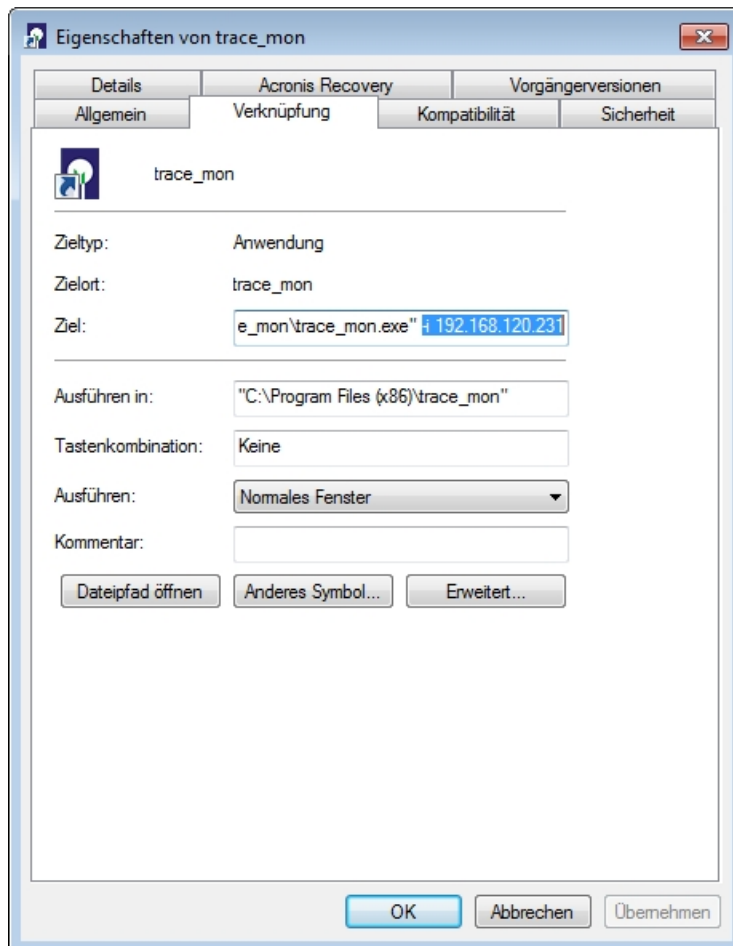 Eigenschaften von trace_mon
Details Acronis Recovery Vorgängerversionen
Allgemein Verknüpfung Kompatibilität Sicherheit
trace_mon
Zieltyp: Anwendung
Zielort: trace_mon
Ziel: e_mon\trace_mon.exe" -i 192.168.120.231
Ausführen in: "C:\Program Files (x86)\trace_mon"
Tastenkombination: Keine
Ausführen: Normales Fenster
Kommentar:
Dateipfad öffnen Anderes Symbol... Erweitert...
OK Abbrechen Übernehmen